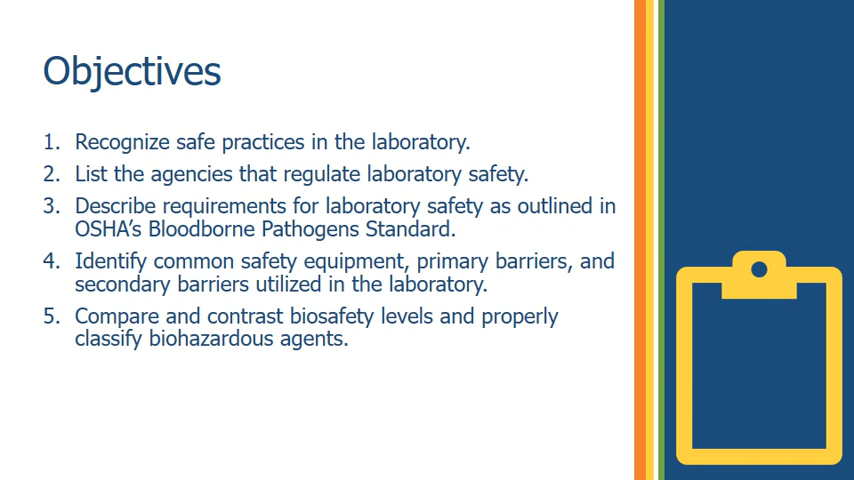 Objectives
1. Recognize safe practices in the laboratory.
2. List the agencies that regulate laboratory safety.
3. Describe requirements for laboratory safety as outlined in
OSHA’s Bloodborne Pathogens Standard.
4. Identify common safety equipment, primary barriers, and
secondary barriers utilized in the laboratory.
5. Compare and contrast biosafety levels and properly
classify biohazardous agents.